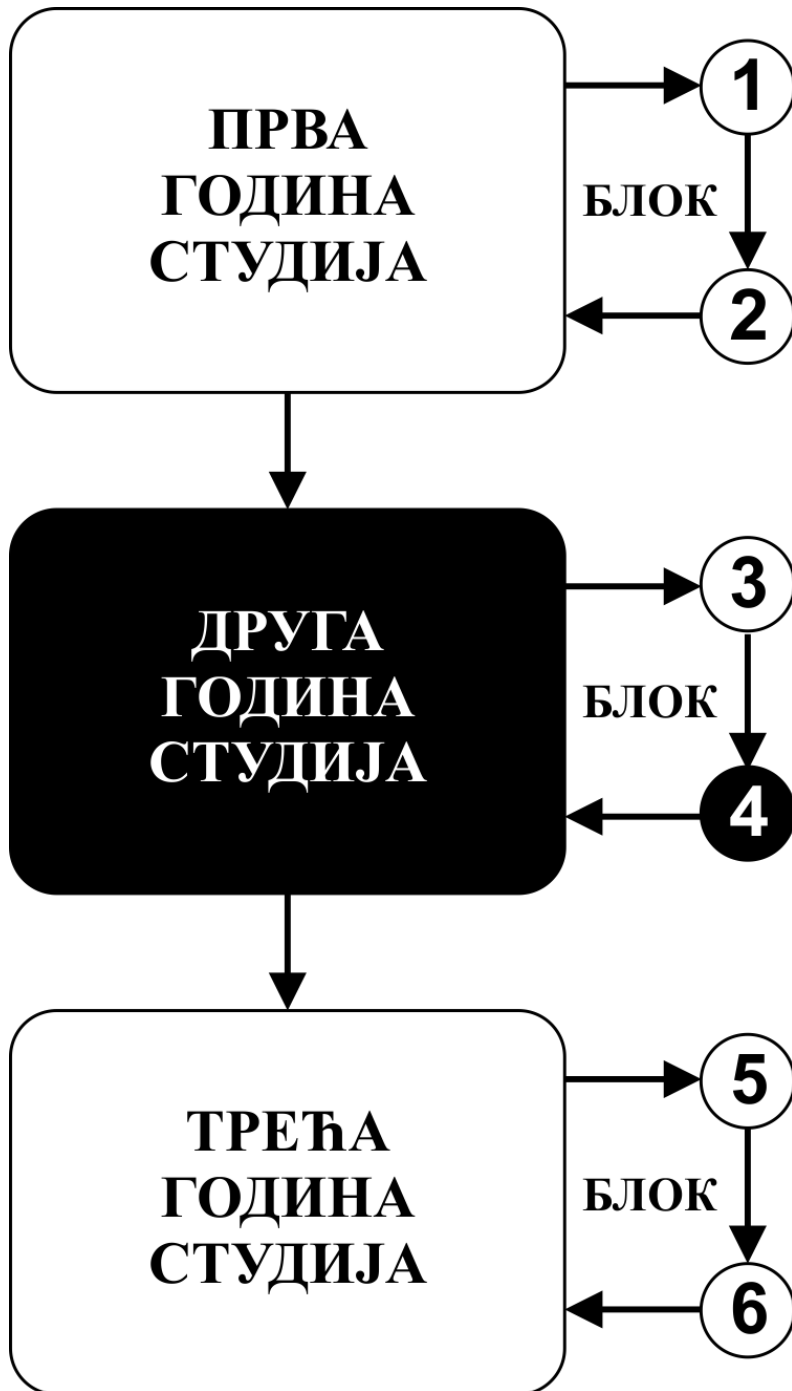 ПРВА
ГОДИНА
СТУДИЈА
1
БЛОК
2
ДРУГА
ГОДИНА
СТУДИЈА
3
БЛОК
4
ТРЕЋА
ГОДИНА
СТУДИЈА
5
БЛОК
6